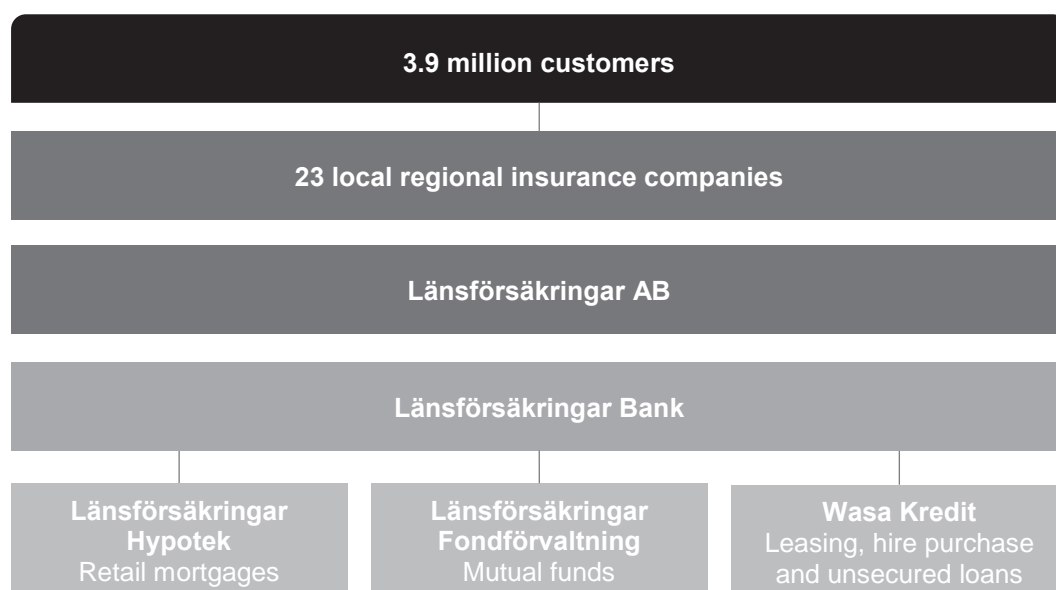 3.9 million customers
23 local regional insurance companies
Länsförsäkringar AB
Länsförsäkringar Bank
Länsförsäkringar
Hypotek
Retail mortgages
Länsförsäkringar
Fondförvaltning
Mutual funds
Wasa Kredit
Leasing, hire purchase
and unsecured loans